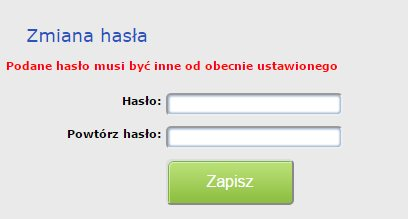 Zmiana hasła
Podane hasło musi być inne od obecnie ustawionego
Hasło:
Powtórz hasło:
Zapisz